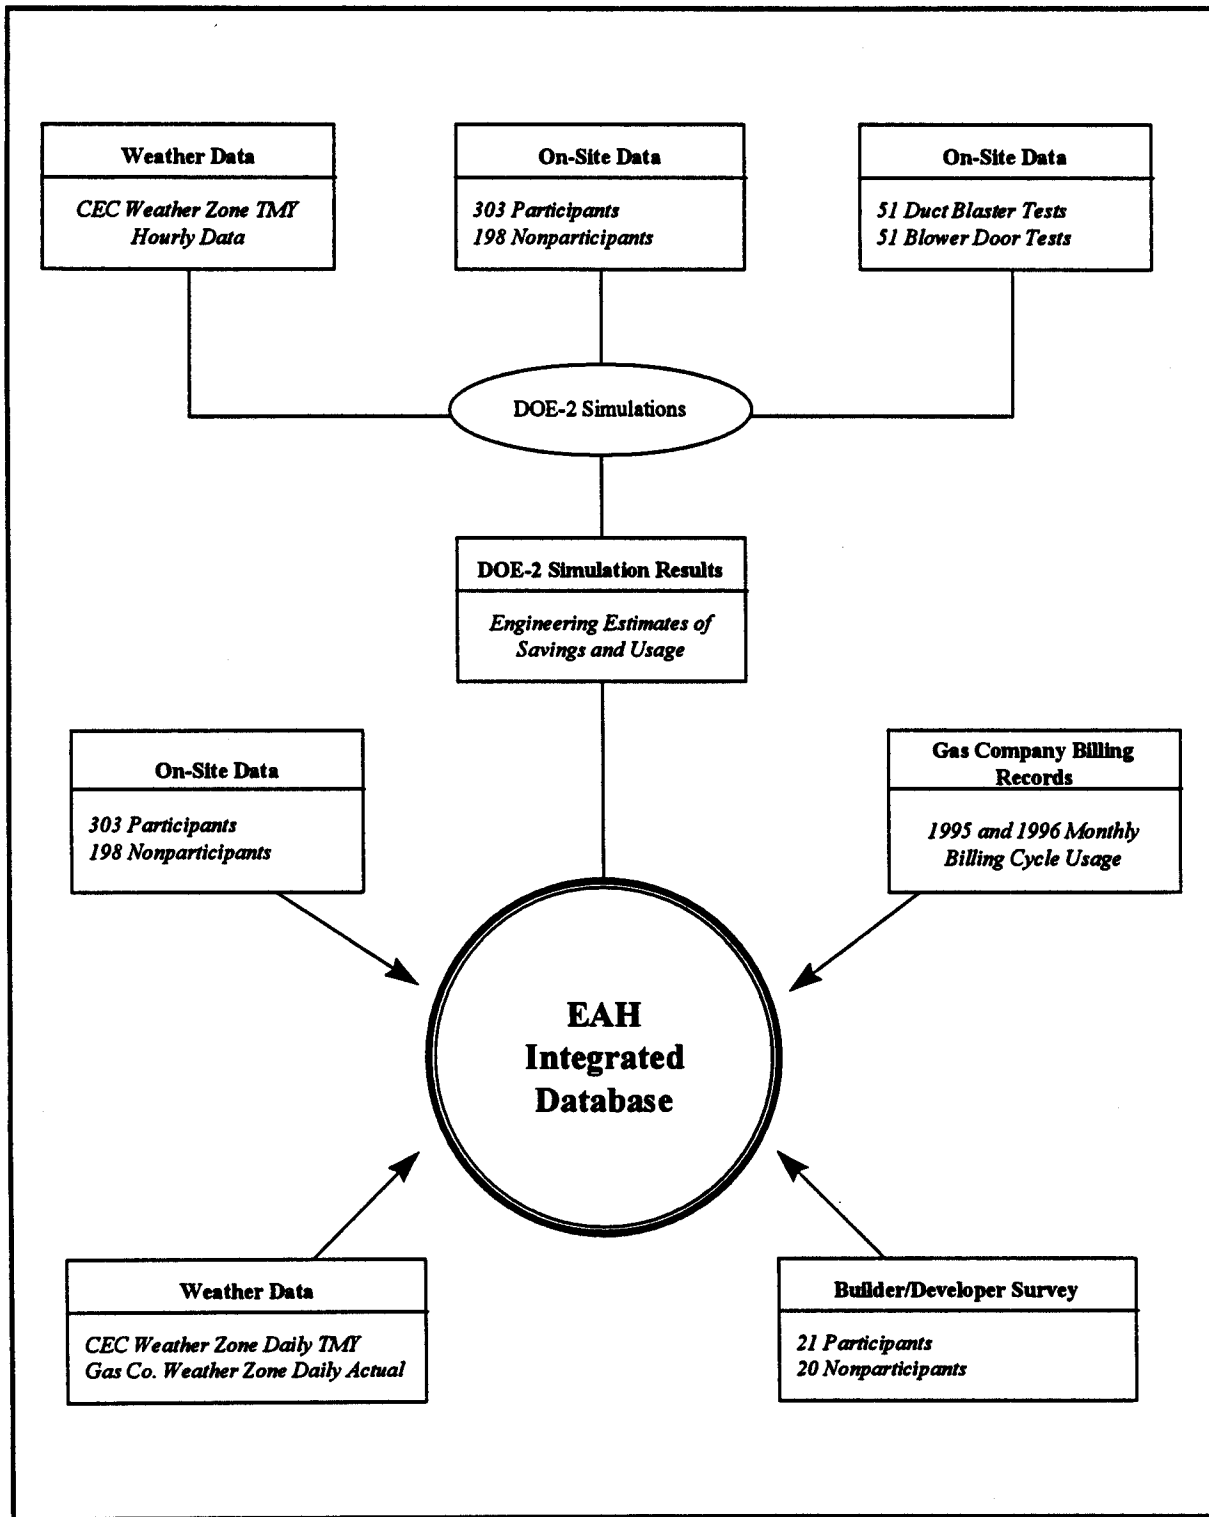 Weather Data
CEC Weather Zone TMY
Hourly Data
On-Site Data
303 Participants
198 Nonparticipants
On-Site Data
51 Duct Blaster Tests
51 Blower Door Tests
DOE-2 Simulations
DOE-2 Simulation Results
Engineering Estimates of
Savings and Usage
On-Site Data
303 Participants
198 Nonparticipants
Gas Company Billing
Records
1995 and 1996 Monthly
Billing Cycle Usage
EAH
Integrated
Database
Weather Data
CEC Weather Zone Daily TMY
Gas Co. Weather Zone Daily Actual
Builder/Developer Survey
21 Participants
20 Nonparticipants